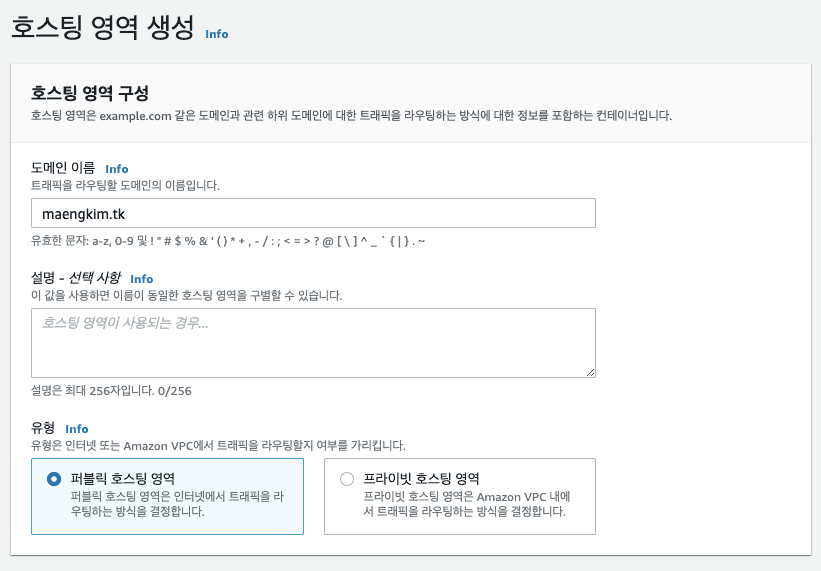 호스팅 영역 생성 Info
호스팅 영역 구성
호스팅 영역은 example.com 같은 도메인과 관련 하위 도메인에 대한 트래픽을 라우팅하는 방식에 대한 정보를 포함하는 컨테이너입니다.
도메인 이름 Info
트래픽을 라우팅할 도메인의 이름입니다.
maengkim.tk
유효한 문자: a-z, 0-9 및 ! " # $ % & ' ( ) * + , - / : ; < = > ? @ [ \ ] ^ _ ` { | } . ~
설명 - 선택 사항 Info
이 값을 사용하면 이름이 동일한 호스팅 영역을 구별할 수 있습니다.
호스팅 영역이 사용되는 경우...
설명은 최대 256자입니다. 0/256
유형 Info
유형은 인터넷 또는 Amazon VPC에서 트래픽을 라우팅할지 여부를 가리킵니다.
퍼블릭 호스팅 영역
퍼블릭 호스팅 영역은 인터넷에서 트래픽을 라
우팅하는 방식을 결정합니다.
프라이빗 호스팅 영역
프라이빗 호스팅 영역은 Amazon VPC 내에
서 트래픽을 라우팅하는 방식을 결정합니다.